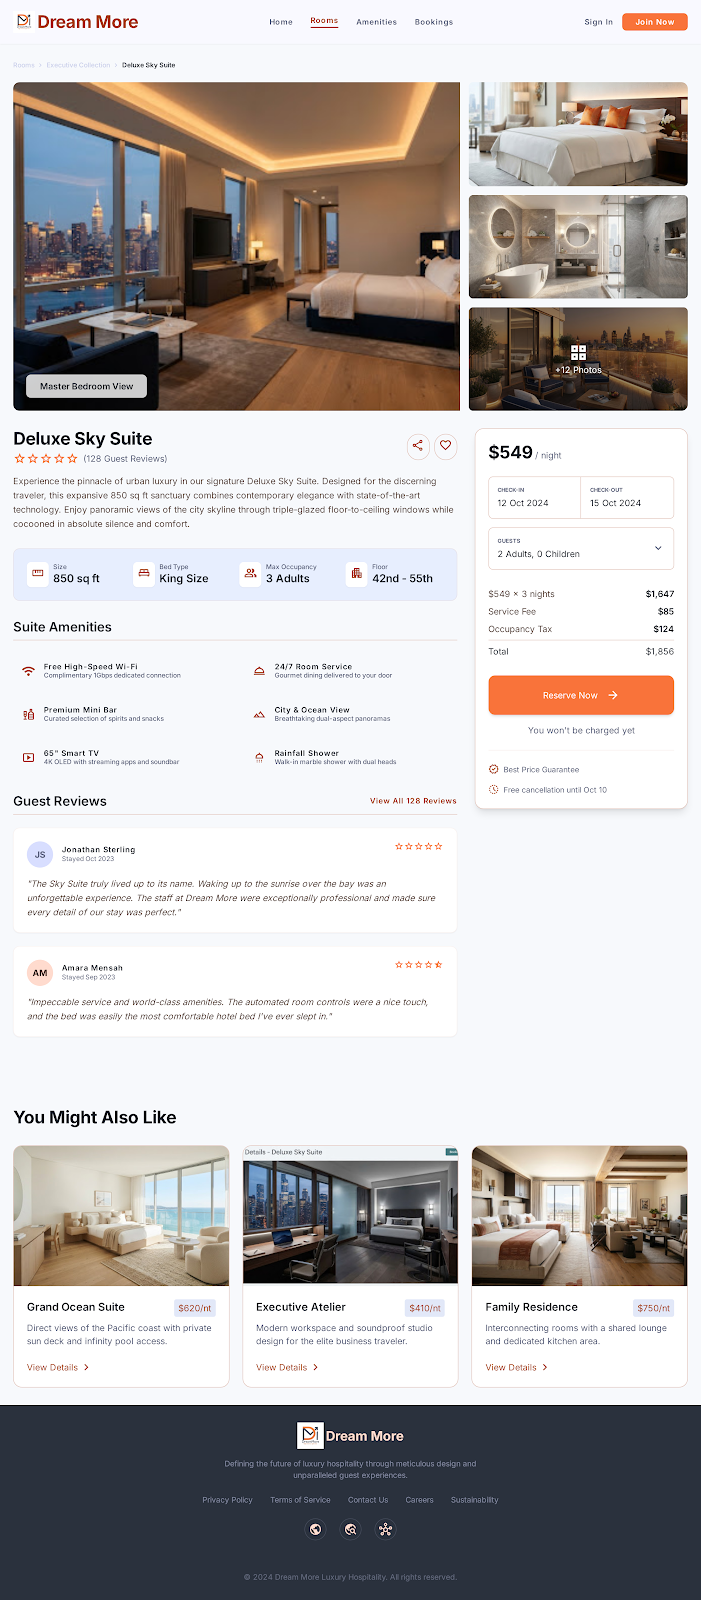 Dream More
Home
Rooms
Amenities
Bookings
Sign In
Join Now
Rooms
Executive Collection
Deluxe Sky Suite
Master Bedroom View
+12 Photos
Deluxe Sky Suite
(128 Guest Reviews)
Experience the pinnacle of urban luxury in our signature Deluxe Sky Suite. Designed for the discerning
traveler, this expansive 850 sq ft sanctuary combines contemporary elegance with state-of-the-art
technology. Enjoy panoramic views of the city skyline through triple-glazed floor-to-ceiling windows while
cocooned in absolute silence and comfort.
Size
850 sq ft
Bed Type
King Size
Max Occupancy
3 Adults
Floor
42nd - 55th
Suite Amenities
Free High-Speed Wi-Fi
Complimentary 1Gbps dedicated connection
24/7 Room Service
Gourmet dining delivered to your door
Premium Mini Bar
Curated selection of spirits and snacks
City & Ocean View
Breathtaking dual-aspect panoramas
65" Smart TV
4K OLED with streaming apps and soundbar
Rainfall Shower
Walk-in marble shower with dual heads
Guest Reviews
View All 128 Reviews
JS
Jonathan Sterling
Stayed Oct 2023
"The Sky Suite truly lived up to its name. Waking up to the sunrise over the bay was an
unforgettable experience. The staff at Dream More were exceptionally professional and made sure
every detail of our stay was perfect."
AM
Amara Mensah
Stayed Sep 2023
"Impeccable service and world-class amenities. The automated room controls were a nice touch,
and the bed was easily the most comfortable hotel bed I've ever slept in."
$549 / night
CHECK-IN
12 Oct 2024
CHECK-OUT
15 Oct 2024
GUESTS
2 Adults, 0 Children
$549 × 3 nights
$1,647
Service Fee
$85
Occupancy Tax
$124
Total
$1,856
Reserve Now
You won't be charged yet
Best Price Guarantee
Free cancellation until Oct 10
You Might Also Like
Grand Ocean Suite
$620/nt
Direct views of the Pacific coast with private
sun deck and infinity pool access.
View Details
Details - Deluxe Sky Suite
Executive Atelier
$410/nt
Modern workspace and soundproof studio
design for the elite business traveler.
View Details
Family Residence
$750/nt
Interconnecting rooms with a shared lounge
and dedicated kitchen area.
View Details
Dream More
Defining the future of luxury hospitality through meticulous design and
unparalleled guest experiences.
Privacy Policy
Terms of Service
Contact Us
Careers
Sustainability
© 2024 Dream More Luxury Hospitality. All rights reserved.